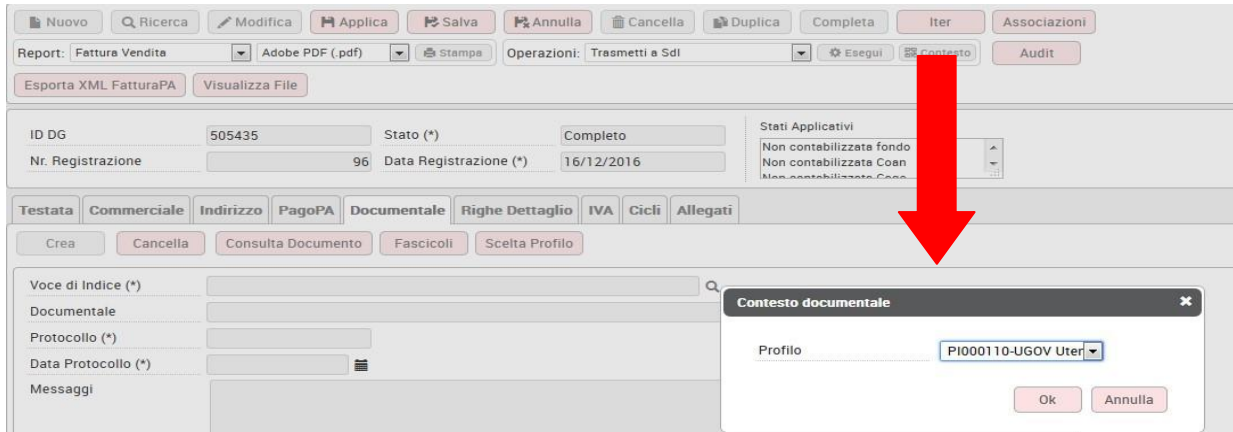 Nuovo Ricerca Modifica Applica Salva Annulla Cancella Duplica Completa Iter Associazioni
Report: Fattura Vendita Adobe PDF (.pdf) Stampa Operazioni: Trasmetti a SdI Esegui Contesto Audit
Esporta XML FatturaPA Visualizza File
ID DG 505435 Stato (*) Completo Stati Applicativi
Nr. Registrazione 96 Data Registrazione (*) 16/12/2016
Non contabilizzata fondo
Non contabilizzata Coan
Non contabilizzata
Testata Commerciale Indirizzo PagoPA Documentale Righe Dettaglio IVA Cicli Allegati
Crea Cancella Consulta Documento Fascicoli Scelta Profilo
Voce di Indice (*)
Documentale
Protocollo (*)
Data Protocollo (*)
Messaggi
Contesto documentale
Profilo PI000110-UGOV Uter
Ok Annulla